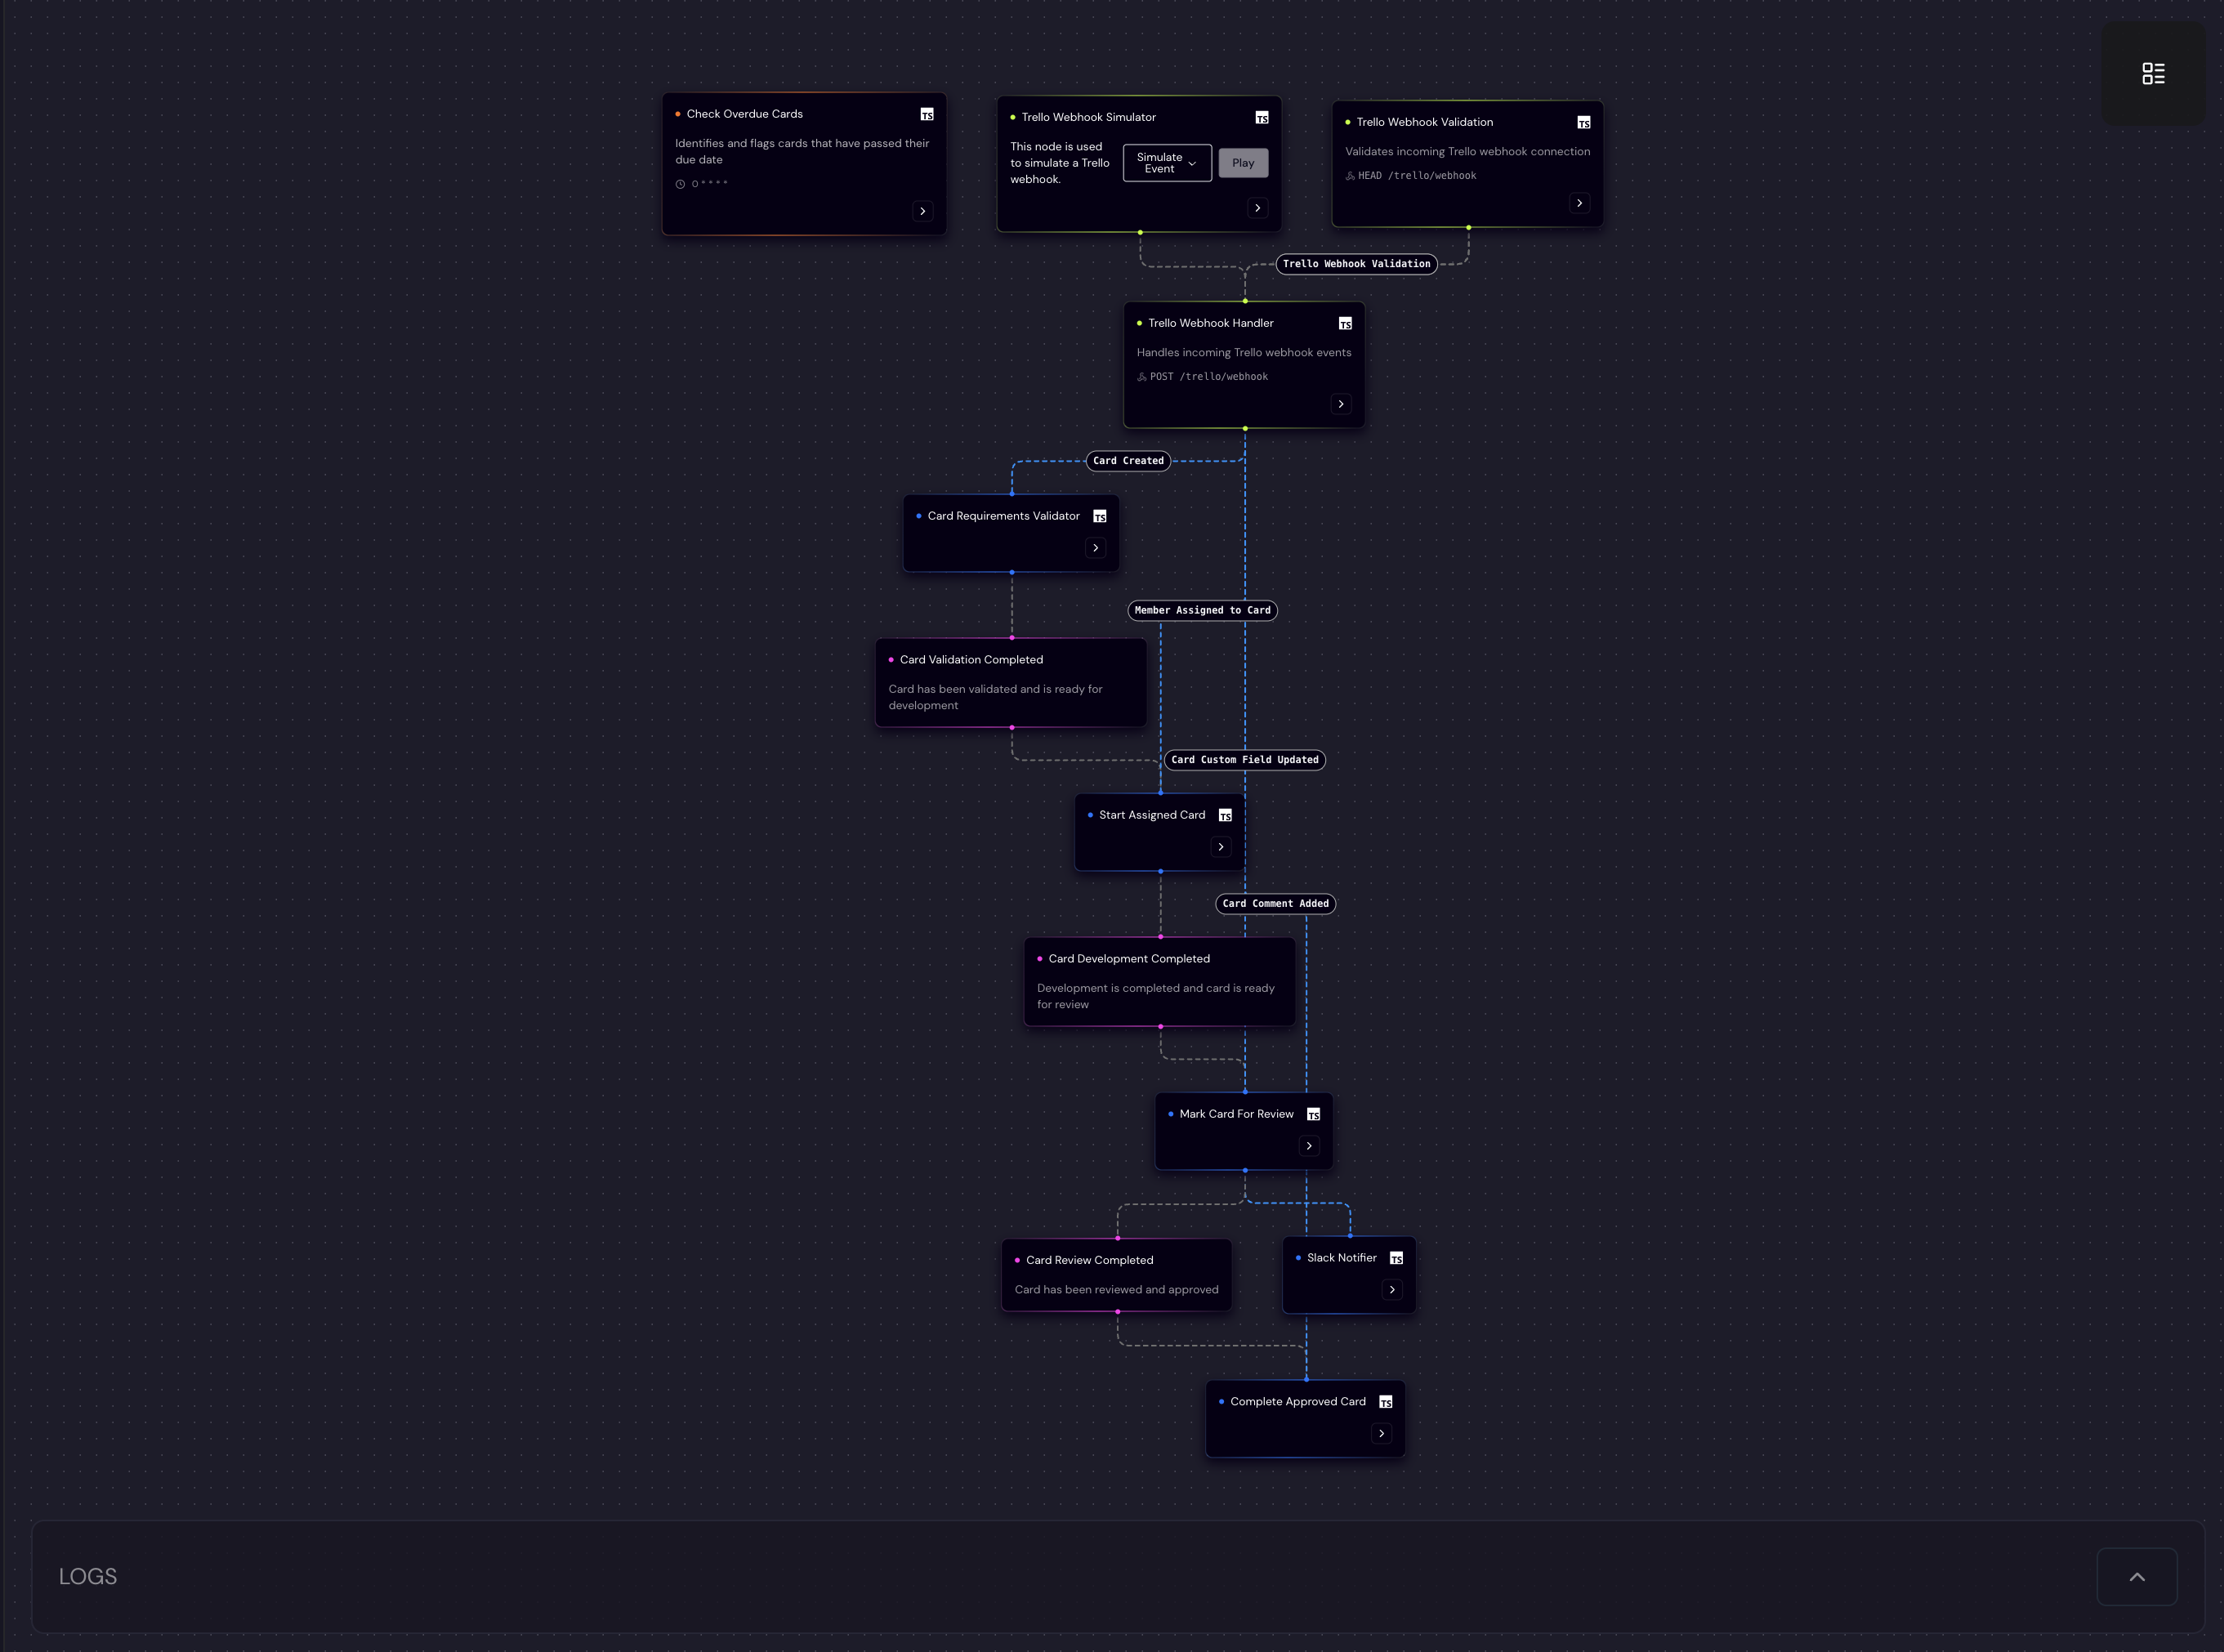 Check Overdue Cards
TS
Identifies and flags cards that have passed their
due date
0 * * * *
Trello Webhook Simulator
TS
This node is used
to simulate a Trello
webhook.
Simulate
Event
Play
Trello Webhook Validation
TS
Validates incoming Trello webhook connection
HEAD /trello/webhook
Trello Webhook Validation
Trello Webhook Handler
TS
Handles incoming Trello webhook events
POST /trello/webhook
Card Created
Card Requirements Validator
TS
Member Assigned to Card
Card Validation Completed
Card has been validated and is ready for
development
Card Custom Field Updated
Start Assigned Card
TS
Card Comment Added
Card Development Completed
Development is completed and card is ready
for review
Mark Card For Review
TS
Card Review Completed
Card has been reviewed and approved
Slack Notifier
TS
Complete Approved Card
TS
LOGS